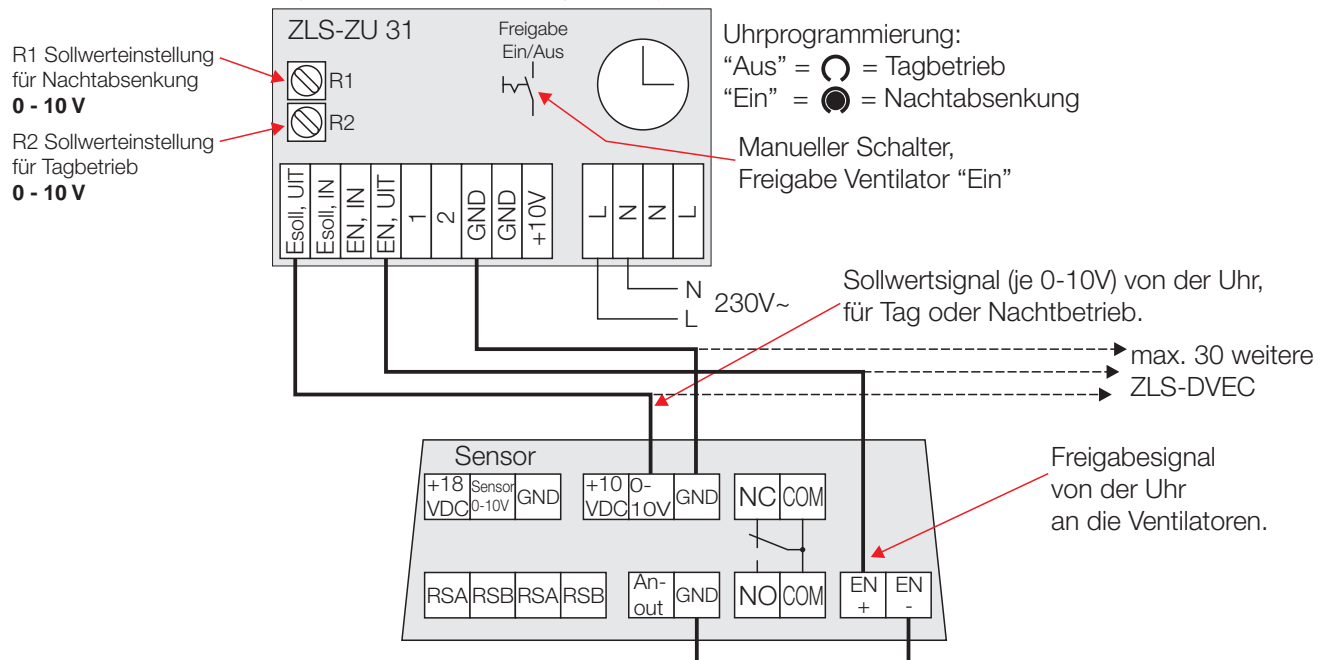 ZLS-ZU 31
Freigabe
Ein/Aus
R1
R2
R1 Sollwerteinstellung
für Nachtabsenkung
0 - 10 V
R2 Sollwerteinstellung
für Tagbetrieb
0 - 10 V
Uhrprogrammierung:
“Aus” = = Tagbetrieb
“Ein” = = Nachtabsenkung
Manueller Schalter,
Freigabe Ventilator “Ein”
Esoll, UIT
Esoll, IN
EN, IN
EN, UIT
1
2
GND
GND
+10V
L
N
N
L
N
L
230V~
Sollwertsignal (je 0-10V) von der Uhr,
für Tag oder Nachtbetrieb.
max. 30 weitere
ZLS-DVEC
Sensor
+18
VDC
Sensor
0-10V
GND
+10
VDC
0-
10V
GND
NC
COM
Freigabesignal
von der Uhr
an die Ventilatoren.
RSA
RSB
RSA
RSB
An-
out
GND
NO
COM
EN
+
EN
-